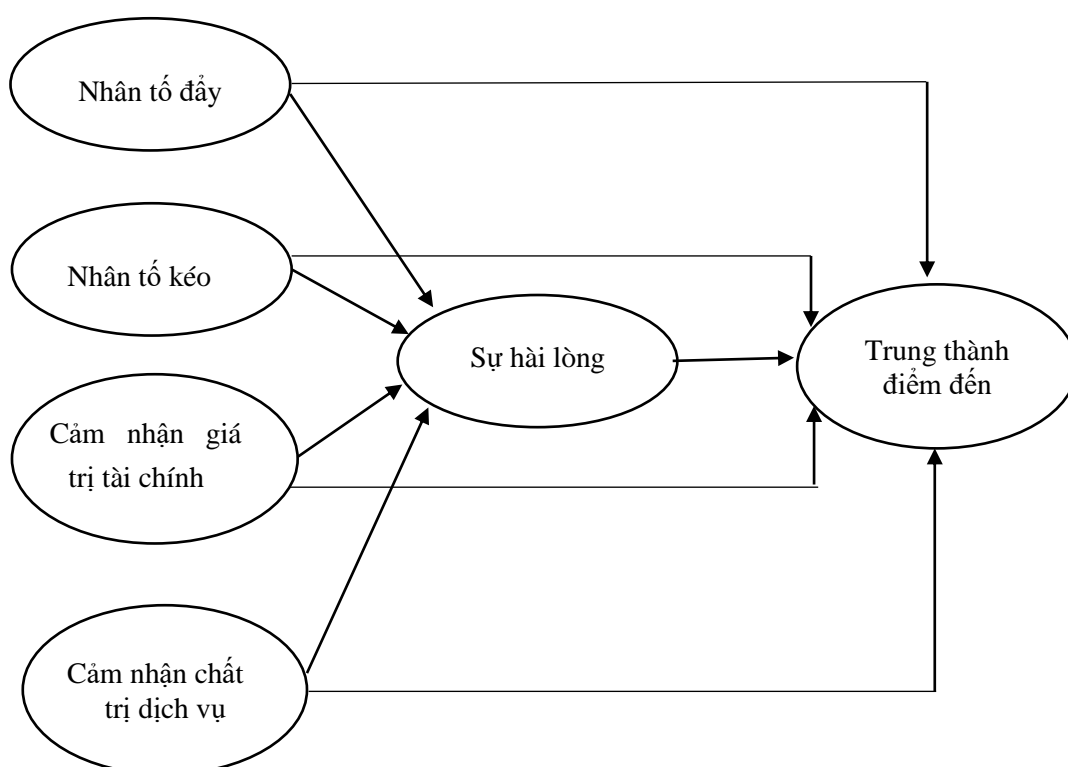 Nhân tố đẩy
Nhân tố kéo
Sự hài lòng
Trung thành
điểm đến
Cảm nhận giá
trị tài chính
Cảm nhận chất
trị dịch vụ